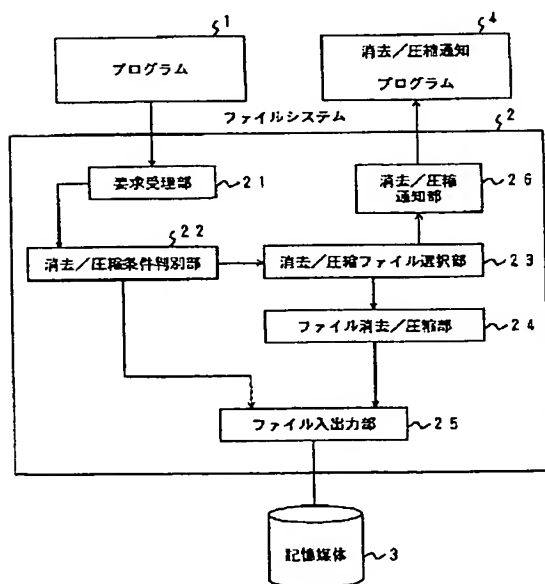 1
プログラム
4
消去/圧縮通知
プログラム
ファイルシステム
2
要求受理部
21
消去/圧縮
通知部
26
22
消去/圧縮条件判別部
消去/圧縮ファイル選択部
23
ファイル消去/圧縮部
24
ファイル入出力部
25
記憶媒体
3